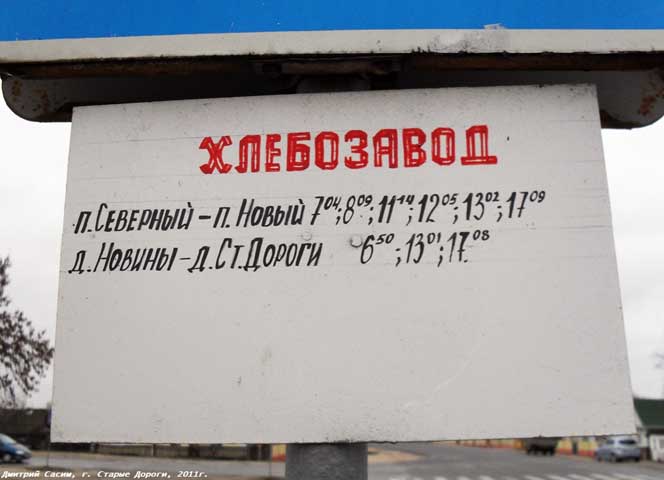 ХЛЕБОЗАВОД
п.Северный – п.Новый 7⁰⁴;8⁰⁹;11¹⁴;12⁰⁵;13⁰²;17⁰⁹
д.Новины – д.Ст.Дороги 6⁵⁰;13⁰¹;17⁰⁸
Дмитрий Сасим, г. Старые Дороги, 2011г.